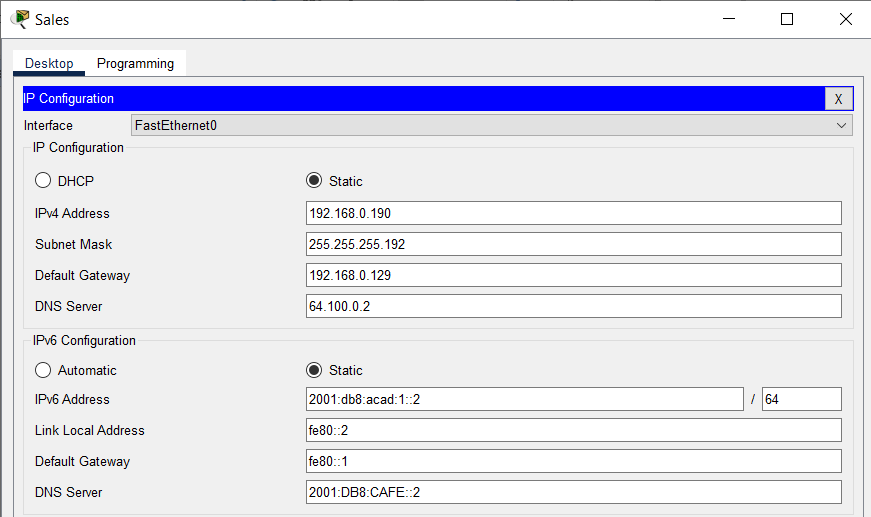 Sales
Desktop Programming
IP Configuration X
Interface FastEthernet0
IP Configuration
DHCP Static
IPv4 Address 192.168.0.190
Subnet Mask 255.255.255.192
Default Gateway 192.168.0.129
DNS Server 64.100.0.2
IPv6 Configuration
Automatic Static
IPv6 Address 2001:db8:acad:1::2 / 64
Link Local Address fe80::2
Default Gateway fe80::1
DNS Server 2001:DB8:CAFE::2